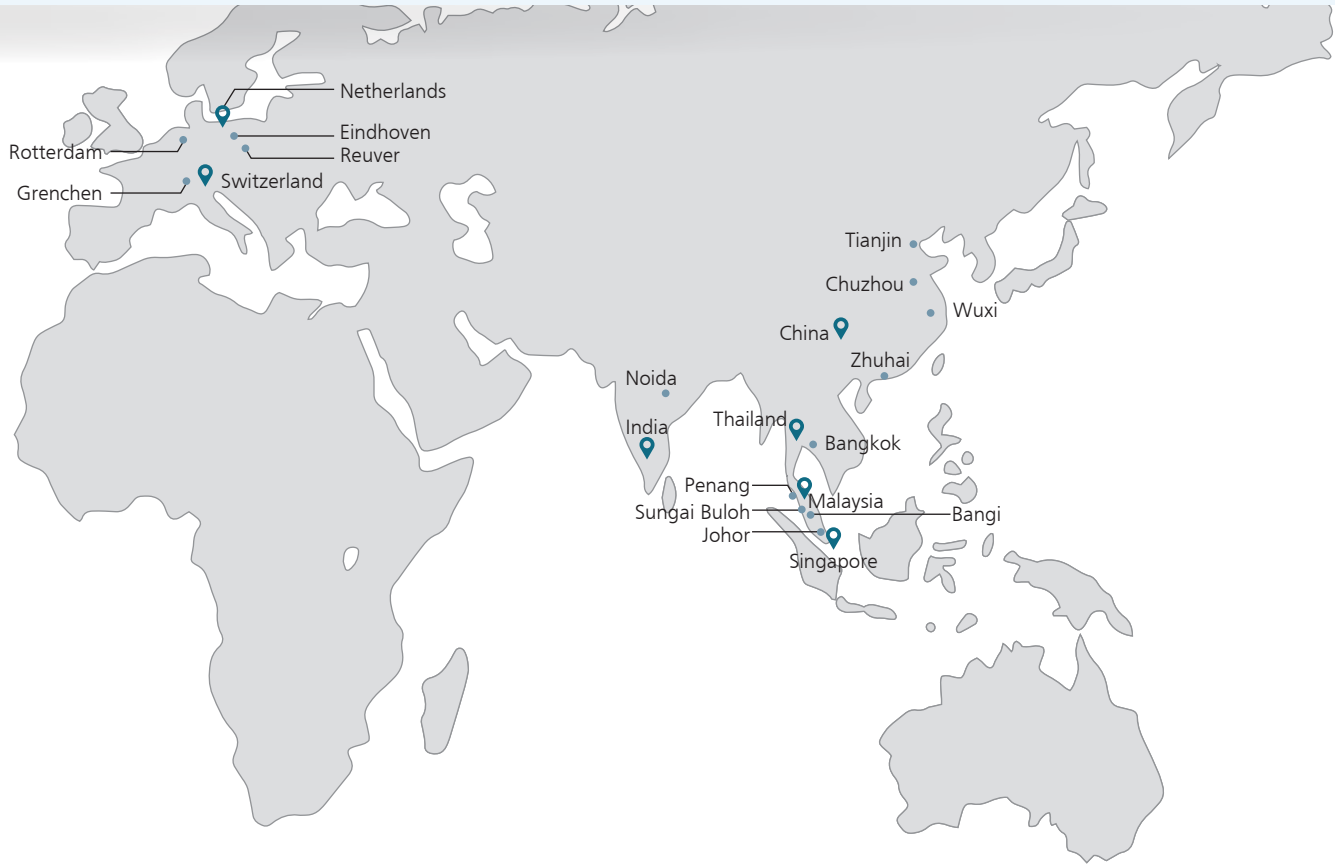 Netherlands
Eindhoven
Rotterdam
Reuver
Switzerland
Grenchen
Tianjin
Chuzhou
Wuxi
China
Zhuhai
Noida
Thailand
India
Bangkok
Penang
Malaysia
Sungai Buloh
Bangi
Johor
Singapore